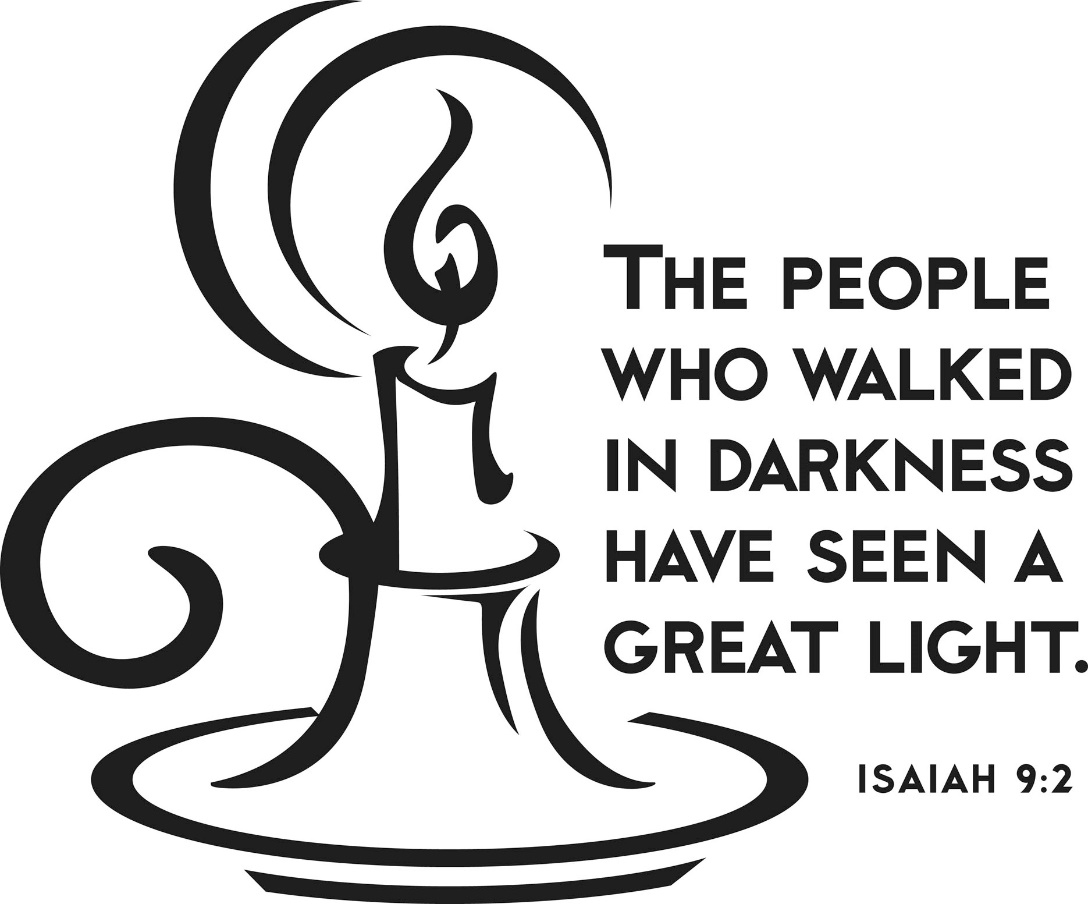 The people
who walked
in darkness
have seen a
great light.
Isaiah 9:2